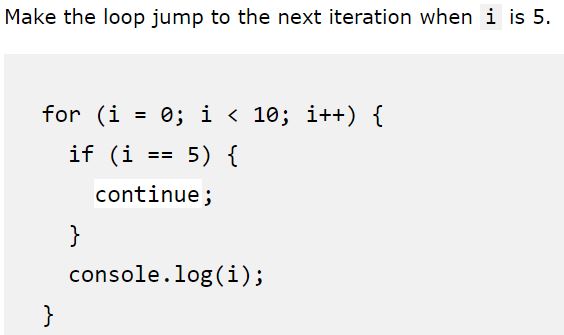 Make the loop jump to the next iteration when i is 5.
for (i = 0; i < 10; i++) {
if (i == 5) {
continue;
}
console.log(i);
}